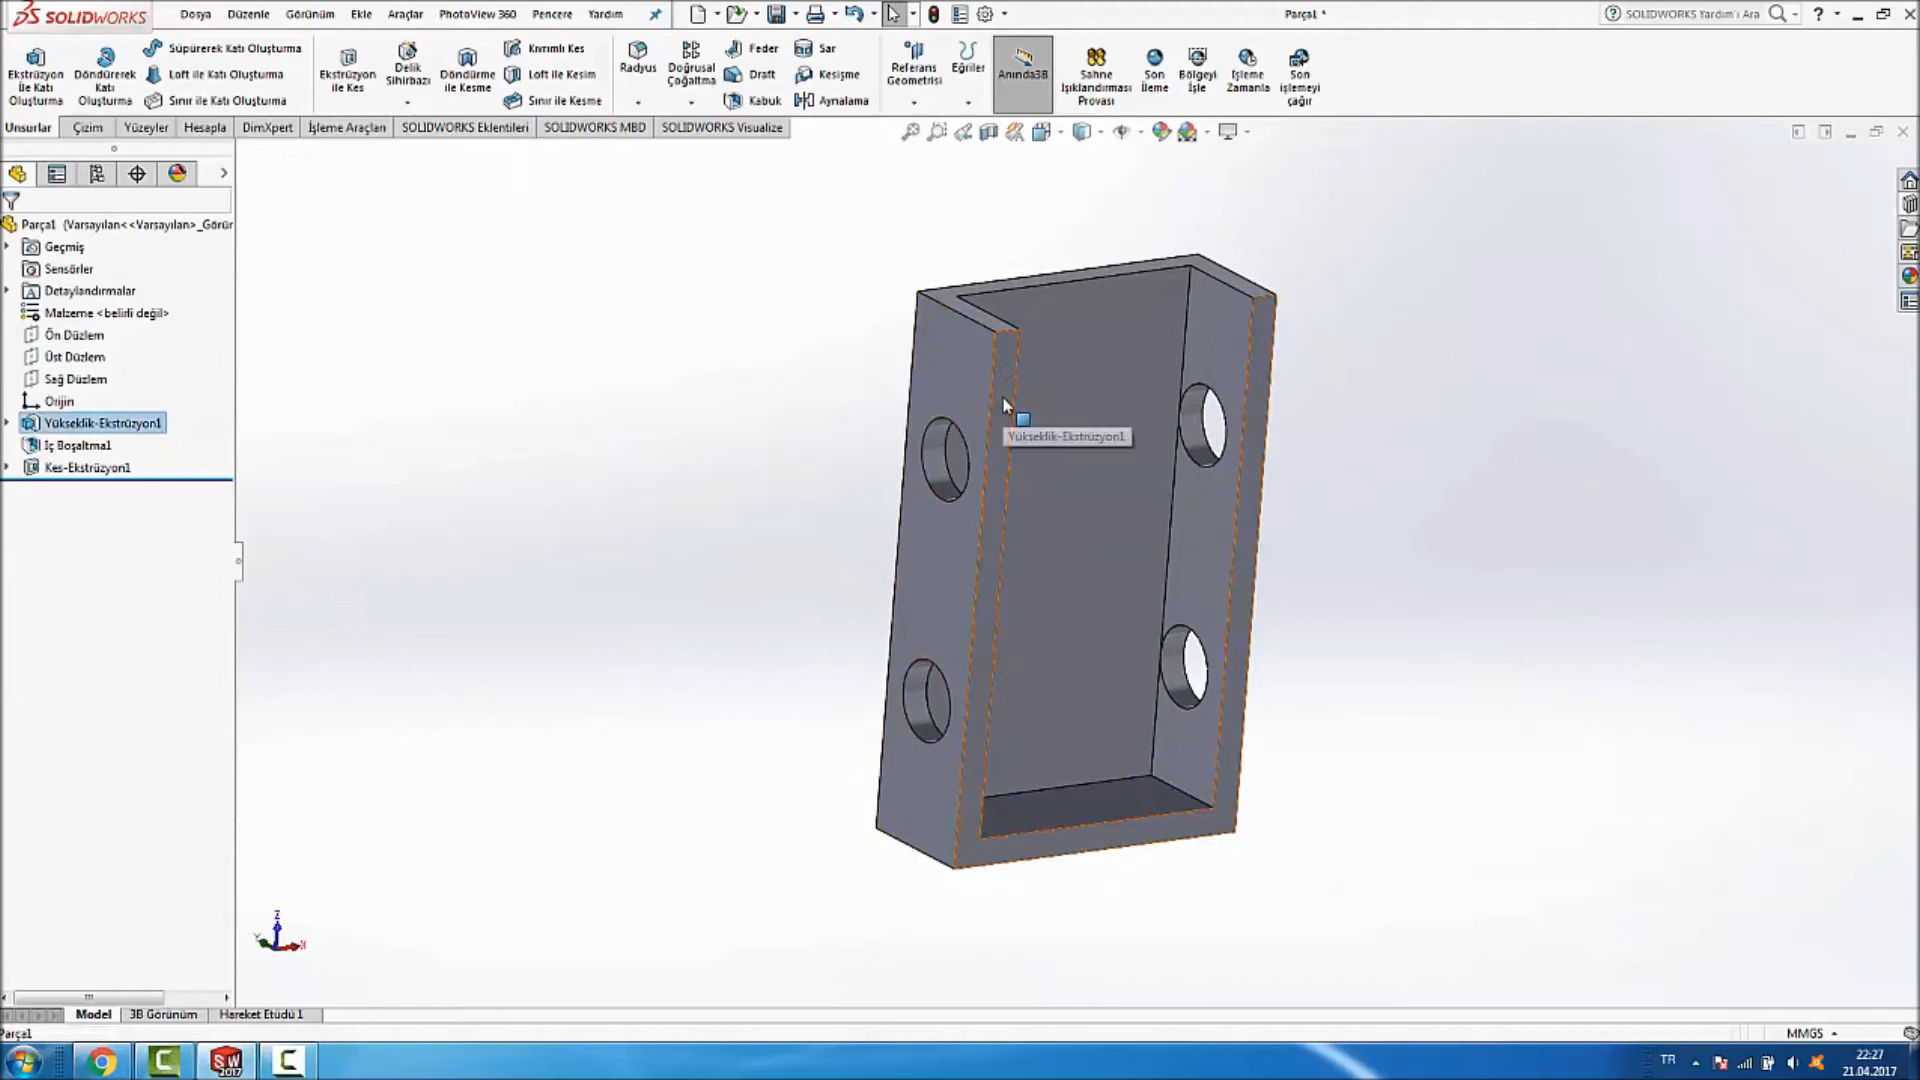 SOLIDWORKS Dosya Düzenle Görünüm Ekle Araçlar PhotoView 360 Pencere Yardım Parça1 * SOLIDWORKS Yardım'ı Ara ?
Ekstrüzyon İle Katı Oluşturma
Döndürerek Katı Oluşturma
Süpürerek Katı Oluşturma
Loft ile Katı Oluşturma
Sınır ile Katı Oluşturma
Ekstrüzyon ile Kes
Delik Sihirbazı
Döndürme ile Kesme
Kıvrımlı Kes
Loft ile Kesim
Sınır ile Kesme
Radyus
Doğrusal Çoğaltma
Feder
Draft
Kabuk
Sar
Kesişme
Aynalama
Referans Geometrisi
Eğriler
Anında3B
Sahne Işıklandırması Provası
Son İleme
Bölgeyi İşle
İşleme Zamanla
Son işlemeyi çağır
Unsurlar Çizim Yüzeyler Hesapla DimXpert İşleme Araçları SOLIDWORKS Eklentileri SOLIDWORKS MBD SOLIDWORKS Visualize
Parça1 (Varsayılan<<Varsayılan>_Görür
Geçmiş
Sensörler
Detaylandırmalar
Malzeme <belirli değil>
Ön Düzlem
Üst Düzlem
Sağ Düzlem
Orijin
Yükseklik-Ekstrüzyon1
İç Boşaltma1
Kes-Ekstrüzyon1
Yükseklik-Ekstrüzyon1
Z
Y X
Model 3B Görünüm Hareket Etüdü 1
Parça1 MMGS
SW 2017
TR 22:27
21.04.2017